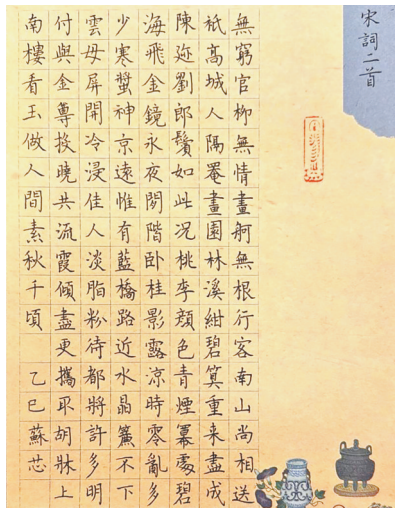 宋詞二首
無窮官柳無情畫舸無根行客南山尚相送
祇高城人隔罨畫園林溪紺碧算重来盡成
陳迹劉郎鬢如此況桃李顔色青煙冪處碧
海飛金鏡永夜閒階臥桂影露涼時零亂多
少寒螿神京遠惟有藍橋路近水晶簾不下
雲母屏開冷浸佳人淡脂粉待都將許多明
付與金尊投曉共流霞傾盡更攜取胡牀上
南樓看玉做人間素秋千頃 乙巳蘇芯